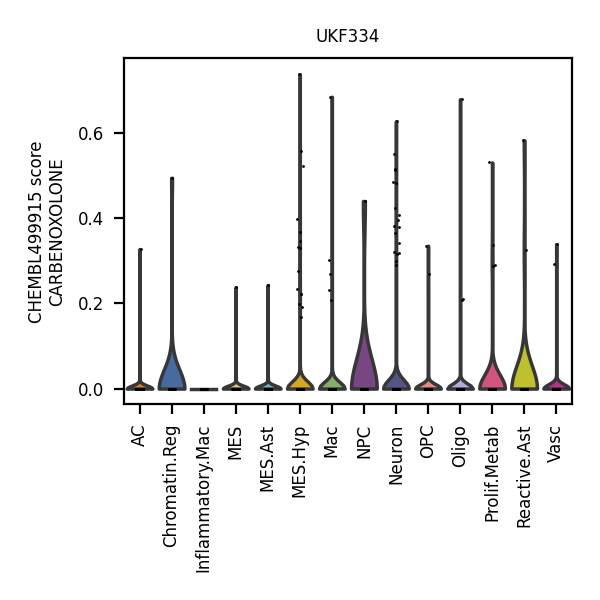 UKF334
CHEMBL499915 score
CARBENOXOLONE
0.6
0.4
0.2
0.0
AC
Chromatin.Reg
Inflammatory.Mac
MES
MES.Ast
MES.Hyp
Mac
NPC
Neuron
OPC
Oligo
Prolif.Metab
Reactive.Ast
Vasc